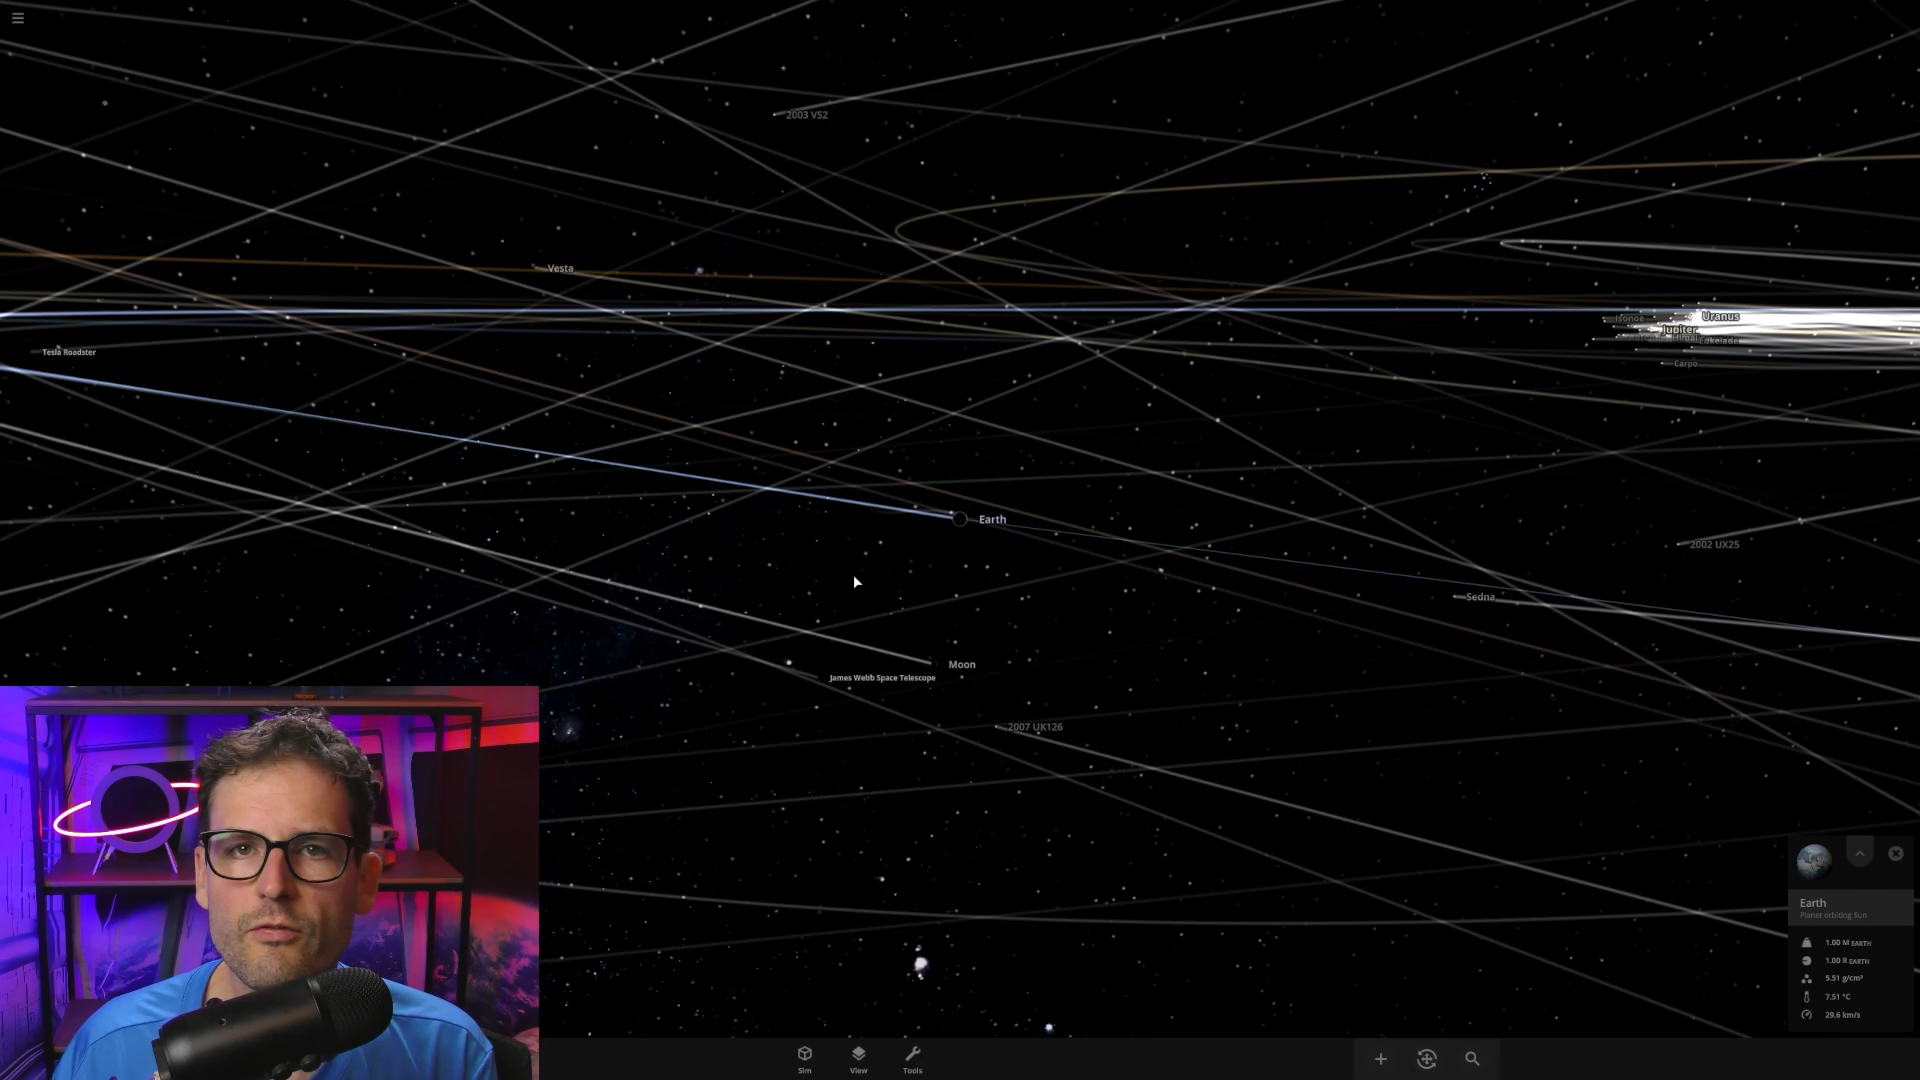 2003 VS2
Vesta
Isonoe
Uranus
Jupiter
Tesla Roadster
Carpo
Earth
2002 UX25
Sedna
Moon
James Webb Space Telescope
2007 UK126
Earth
Planet orbiting Sun
1.00 M EARTH
1.00 R EARTH
5.51 g/cm³
7.51 °C
29.6 km/s
Sim
View
Tools